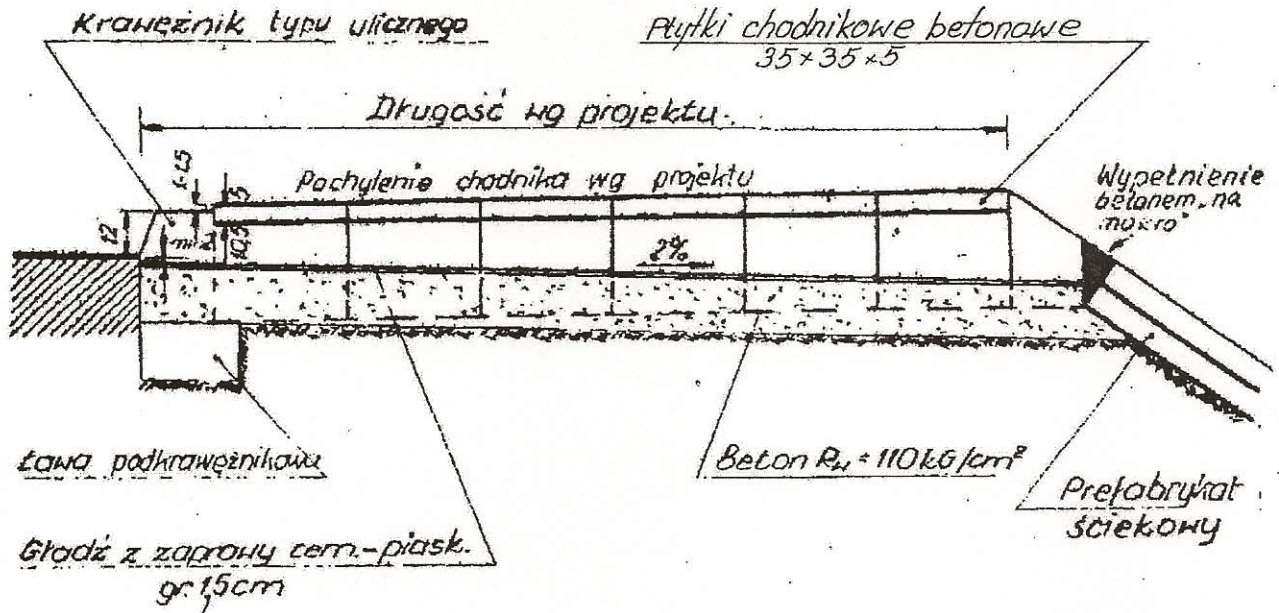 Krawężnik typu ulicznego
Płytki chodnikowe betonowe
35×35×5
Długość wg projektu.
Pochylenie chodnika wg projektu
12
5
10,5
2%
Wypełnienie
betonem „na
mokro"
Ława podkrawężnikowa
Beton Rw = 110 kG/cm²
Prefabrykat
ściekowy
Gładź z zaprawy cem.-piask.
gr. 1,5cm